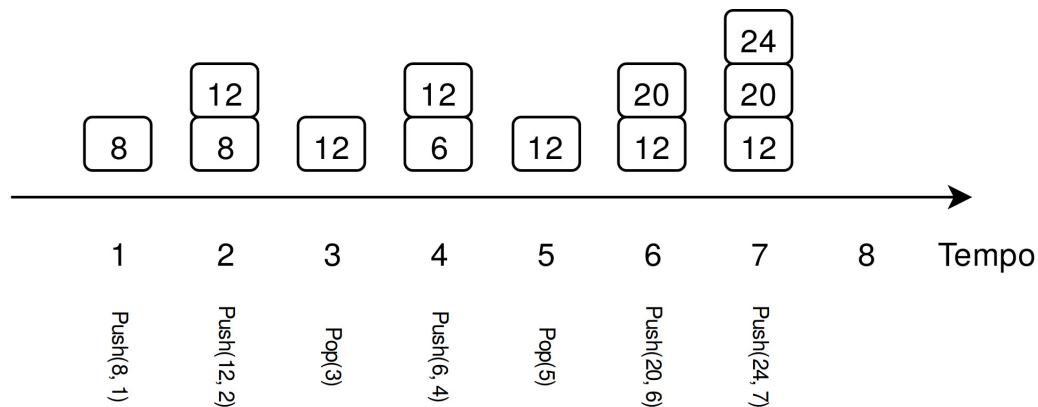 24
12 12 20 20
8 8 12 6 12 12 12
1 2 3 4 5 6 7 8 Tempo
Push(8, 1)
Push(12, 2)
Pop(3)
Push(6, 4)
Pop(5)
Push(20, 6)
Push(24, 7)